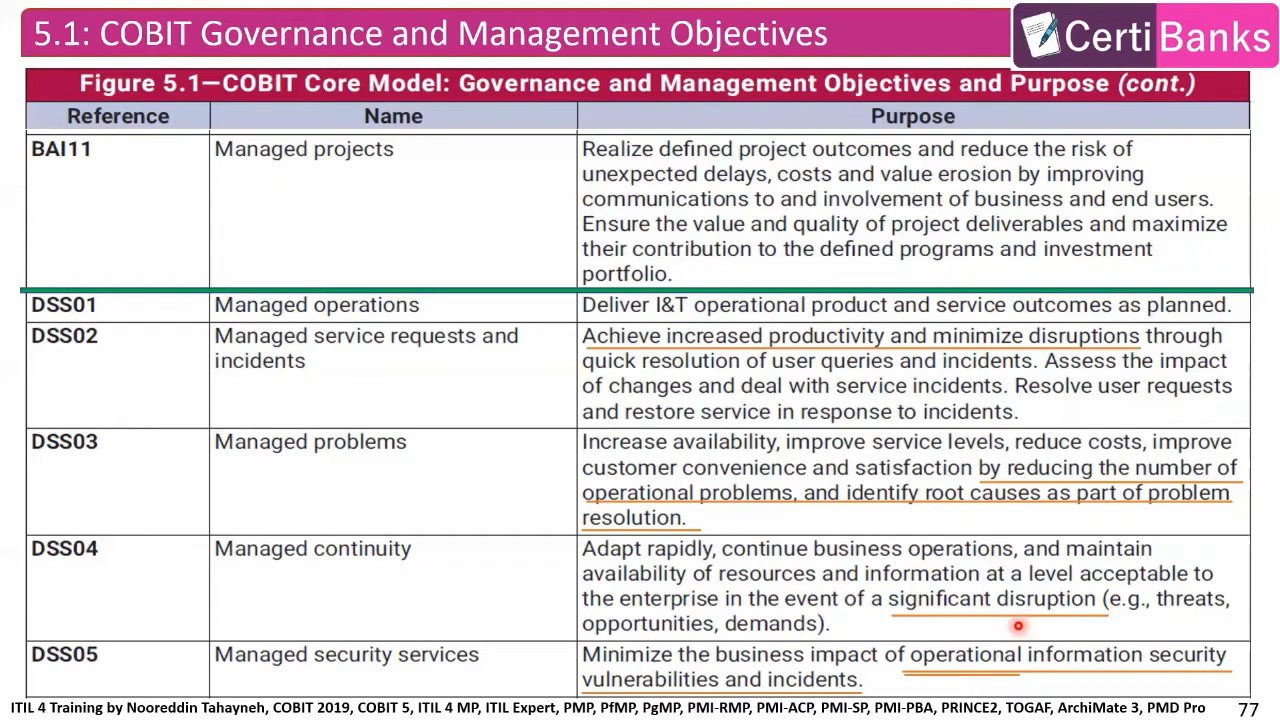 5.1: COBIT Governance and Management Objectives
CertiBanks
Figure 5.1—COBIT Core Model: Governance and Management Objectives and Purpose (cont.)
Reference Name Purpose
BAI11 Managed projects Realize defined project outcomes and reduce the risk of
unexpected delays, costs and value erosion by improving
communications to and involvement of business and end users.
Ensure the value and quality of project deliverables and maximize
their contribution to the defined programs and investment
portfolio.
DSS01 Managed operations Deliver I&T operational product and service outcomes as planned.
DSS02 Managed service requests and Achieve increased productivity and minimize disruptions through
incidents quick resolution of user queries and incidents. Assess the impact
of changes and deal with service incidents. Resolve user requests
and restore service in response to incidents.
DSS03 Managed problems Increase availability, improve service levels, reduce costs, improve
customer convenience and satisfaction by reducing the number of
operational problems, and identify root causes as part of problem
resolution.
DSS04 Managed continuity Adapt rapidly, continue business operations, and maintain
availability of resources and information at a level acceptable to
the enterprise in the event of a significant disruption (e.g., threats,
opportunities, demands).
DSS05 Managed security services Minimize the business impact of operational information security
vulnerabilities and incidents.
ITIL 4 Training by Nooreddin Tahayneh, COBIT 2019, COBIT 5, ITIL 4 MP, ITIL Expert, PMP, PfMP, PgMP, PMI-RMP, PMI-ACP, PMI-SP, PMI-PBA, PRINCE2, TOGAF, ArchiMate 3, PMD Pro 77